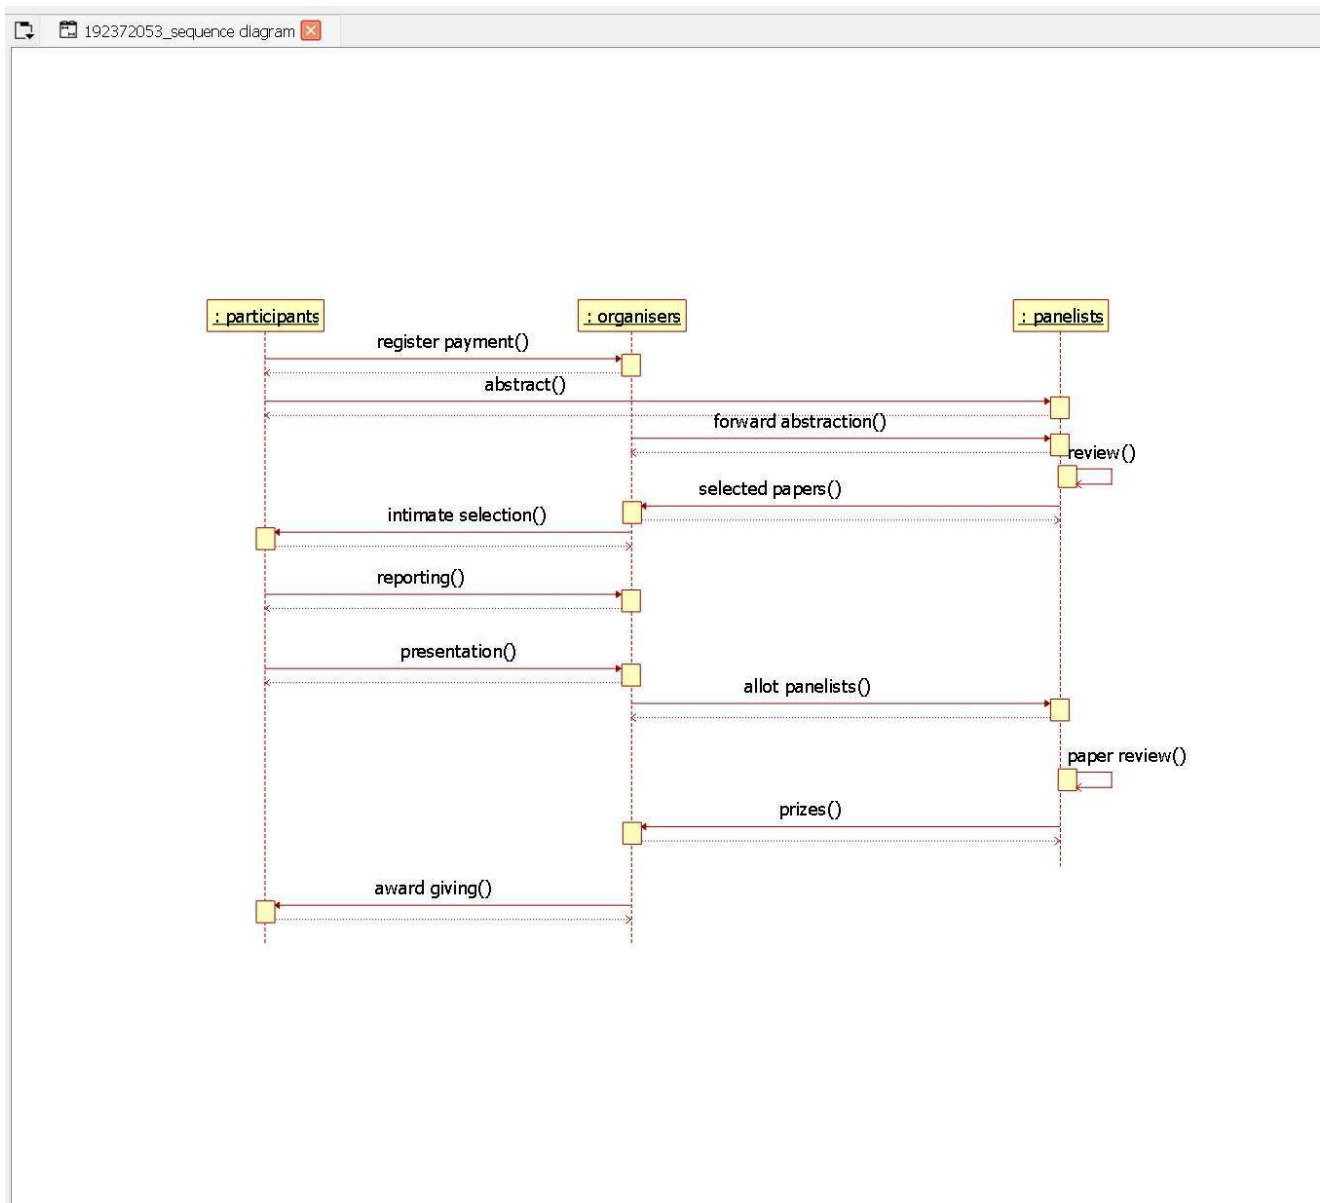 192372053_sequence diagram
: participants
: organisers
: panelists
register payment()
abstract()
forward abstraction()
review()
selected papers()
intimate selection()
reporting()
presentation()
allot panelists()
paper review()
prizes()
award giving()